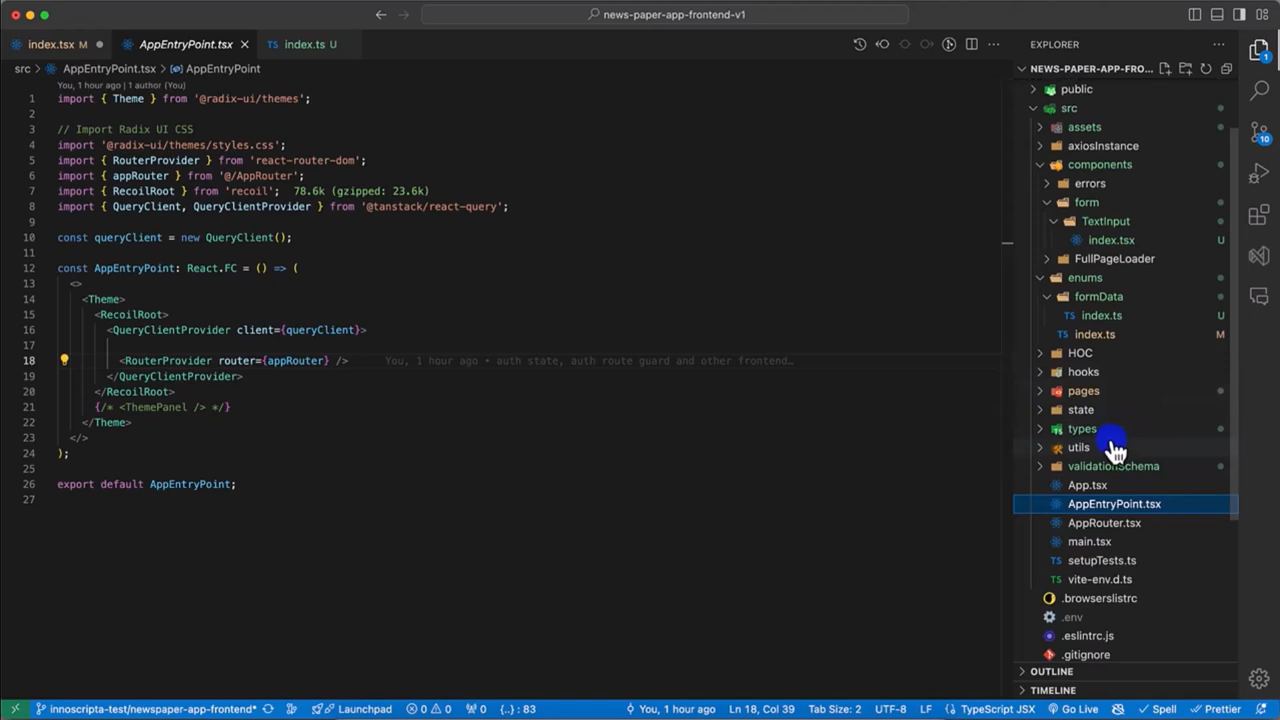 news-paper-app-frontend-v1
index.tsx M
AppEntryPoint.tsx
index.ts U
src > AppEntryPoint.tsx > AppEntryPoint
You, 1 hour ago | 1 author (You)
1 import { Theme } from '@radix-ui/themes';
2
3 // Import Radix UI CSS
4 import '@radix-ui/themes/styles.css';
5 import { RouterProvider } from 'react-router-dom';
6 import { appRouter } from '@/AppRouter';
7 import { RecoilRoot } from 'recoil'; 78.6k (gzipped: 23.6k)
8 import { QueryClient, QueryClientProvider } from '@tanstack/react-query';
9
10 const queryClient = new QueryClient();
11
12 const AppEntryPoint: React.FC = () => (
13 <>
14 <Theme>
15 <RecoilRoot>
16 <QueryClientProvider client={queryClient}>
17
18 <RouterProvider router={appRouter} /> You, 1 hour ago • auth state, auth route guard and other frontend…
19 </QueryClientProvider>
20 </RecoilRoot>
21 {/* <ThemePanel /> */}
22 </Theme>
23 </>
24 );
25
26 export default AppEntryPoint;
27
EXPLORER
NEWS-PAPER-APP-FRO...
public
src
assets
axiosInstance
components
errors
form
TextInput
index.tsx U
FullPageLoader
enums
formData
index.ts U
index.ts M
HOC
hooks
pages
state
types
utils
validationSchema
App.tsx
AppEntryPoint.tsx
AppRouter.tsx
main.tsx
setupTests.ts
vite-env.d.ts
.browserslistrc
.env
.eslintrc.js
.gitignore
OUTLINE
TIMELINE
1
10
innoscripta-test/newspaper-app-frontend* Launchpad 0 0 0 {..} : 83 You, 1 hour ago Ln 18, Col 39 Tab Size: 2 UTF-8 LF TypeScript JSX Go Live Spell Prettier